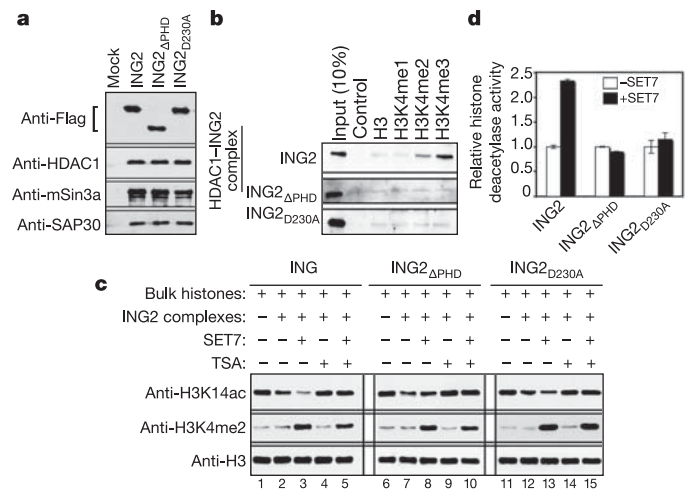 a
Mock
ING2
ING2ΔPHD
ING2D230A
Anti-Flag
Anti-HDAC1
Anti-mSin3a
Anti-SAP30
b
HDAC1–ING2
complex
Input (10%)
Control
H3
H3K4me1
H3K4me2
H3K4me3
ING2
ING2ΔPHD
ING2D230A
d
Relative histone
deacetylase activity
2.5
2.0
1.5
1.0
0.5
0
–SET7
+SET7
ING2
ING2ΔPHD
ING2D230A
c
ING ING2ΔPHD ING2D230A
Bulk histones: + + + + + + + + + + + + + + +
ING2 complexes: – + + + + – + + + + – + + + +
SET7: – – + – + – – + – + – – + – +
TSA: – – – + + – – – + + – – – + +
Anti-H3K14ac
Anti-H3K4me2
Anti-H3
1 2 3 4 5 6 7 8 9 10 11 12 13 14 15